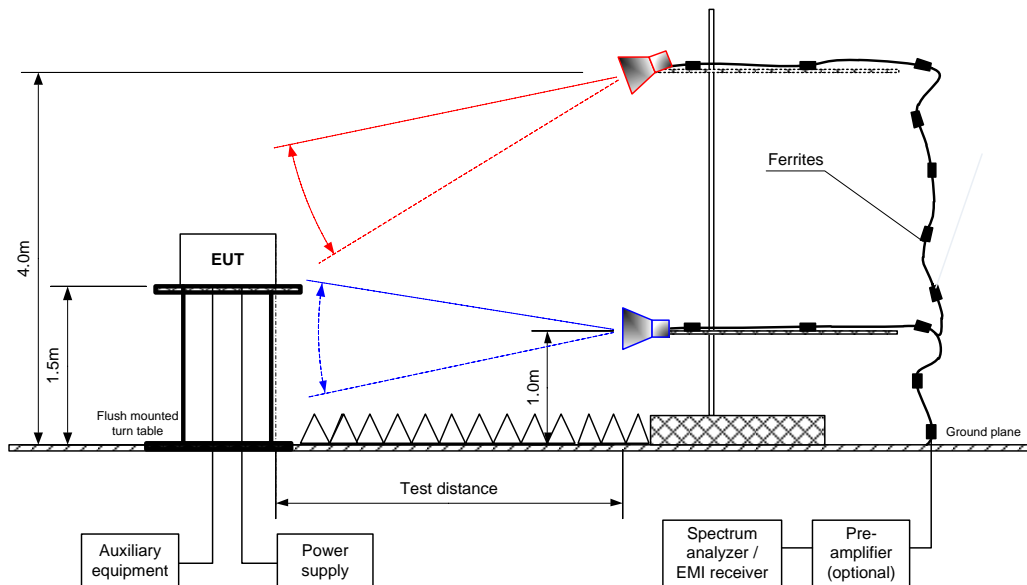 Ferrites
4.0m
EUT
1.5m
1.0m
Flush mounted
turn table
Ground plane
Test distance
Auxiliary
equipment
Power
supply
Spectrum
analyzer /
EMI receiver
Pre-
amplifier
(optional)